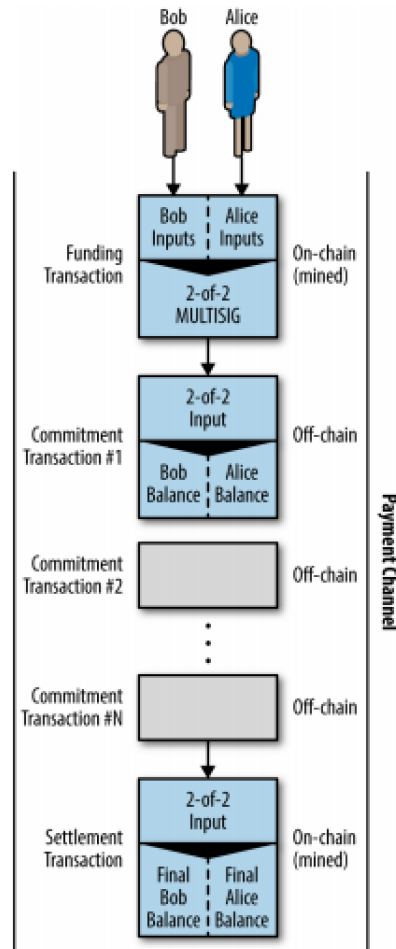 Bob
Alice
Funding
Transaction
Bob
Inputs
Alice
Inputs
2-of-2
MULTISIG
On-chain
(mined)
Commitment
Transaction #1
2-of-2
Input
Bob
Balance
Alice
Balance
Off-chain
Commitment
Transaction #2
Off-chain
Payment Channel
Commitment
Transaction #N
Off-chain
Settlement
Transaction
2-of-2
Input
Final
Bob
Balance
Final
Alice
Balance
On-chain
(mined)